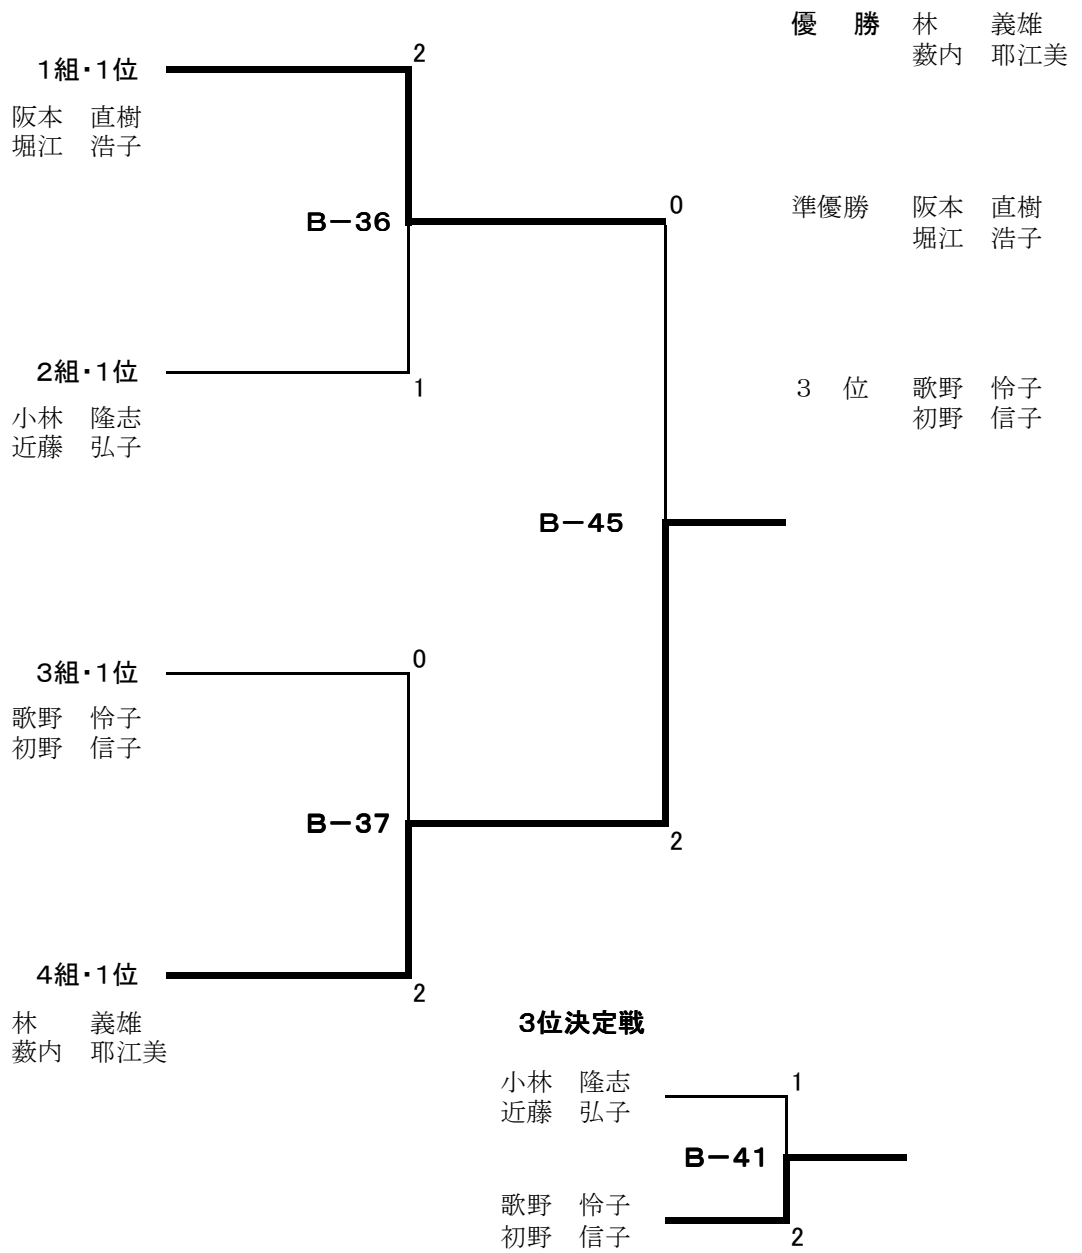 優　勝　林　　義雄
薮内　耶江美
2
1組・1位
阪本　直樹
堀江　浩子
B－36
0
準優勝　阪本　直樹
堀江　浩子
2組・1位
1
小林　隆志
近藤　弘子
３　位　歌野　怜子
初野　信子
B－45
0
3組・1位
歌野　怜子
初野　信子
B－37
2
4組・1位
2
林　　義雄
薮内　耶江美
3位決定戦
小林　隆志
近藤　弘子
1
B－41
歌野　怜子
初野　信子
2